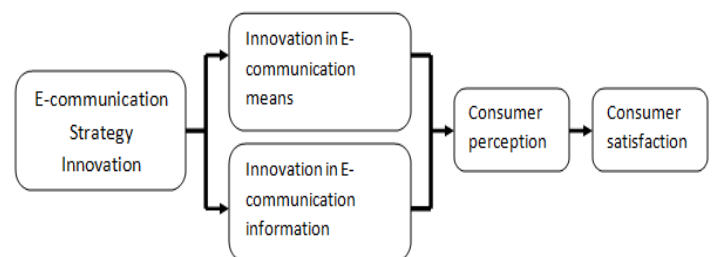 E-communication
Strategy
Innovation
Innovation in E-
communication
means
Innovation in E-
communication
information
Consumer
perception
Consumer
satisfaction